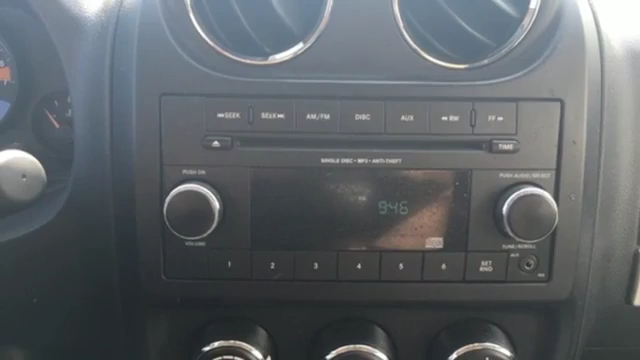 SEEK SEEK AM/FM DISC AUX RW FF
TIME
SINGLE DISC • MP3 • ANTI-THEFT
PUSH ON
PUSH AUDIO/SELECT
9:46
VOLUME
TUNE/SCROLL
1 2 3 4 5 6 SET
RND
AUX